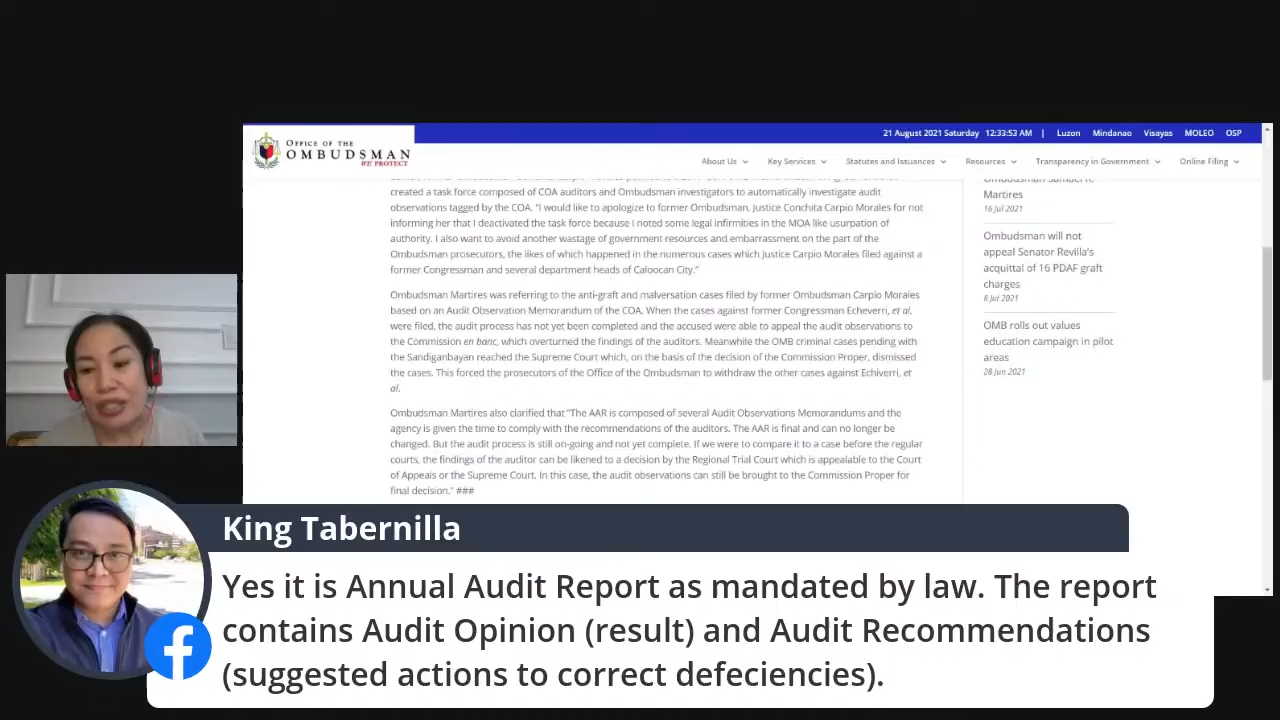 21 August 2021 Saturday 12:33:53 AM | Luzon Mindanao Visayas MOLEO OSP
OFFICE OF THE
OMBUDSMAN
WE PROTECT
About Us Key Services Statutes and Issuances Resources Transparency in Government Online Filing
created a task force composed of COA auditors and Ombudsman investigators to automatically investigate audit
observations tagged by the COA. “I would like to apologize to former Ombudsman, Justice Conchita Carpio Morales for not
informing her that I deactivated the task force because I noted some legal infirmities in the MOA like usurpation of
authority. I also want to avoid another wastage of government resources and embarrassment on the part of the
Ombudsman prosecutors, the likes of which happened in the numerous cases which Justice Carpio Morales filed against a
former Congressman and several department heads of Caloocan City.”
Ombudsman Martires was referring to the anti-graft and malversation cases filed by former Ombudsman Carpio Morales
based on an Audit Observation Memorandum of the COA. When the cases against former Congressman Echeverri, et al.
were filed, the audit process has not yet been completed and the accused were able to appeal the audit observations to
the Commission en banc, which overturned the findings of the auditors. Meanwhile the OMB criminal cases pending with
the Sandiganbayan reached the Supreme Court which, on the basis of the decision of the Commission Proper, dismissed
the cases. This forced the prosecutors of the Office of the Ombudsman to withdraw the other cases against Echiverri, et
al.
Ombudsman Martires also clarified that “The AAR is composed of several Audit Observations Memorandums and the
agency is given the time to comply with the recommendations of the auditors. The AAR is final and can no longer be
changed. But the audit process is still on-going and not yet complete. If we were to compare it to a case before the regular
courts, the findings of the auditor can be likened to a decision by the Regional Trial Court which is appealable to the Court
of Appeals or the Supreme Court. In this case, the audit observations can still be brought to the Commission Proper for
final decision.” ###
Ombudsman Samuel R.
Martires
16 Jul 2021
Ombudsman will not
appeal Senator Revilla’s
acquittal of 16 PDAF graft
charges
8 Jul 2021
OMB rolls out values
education campaign in pilot
areas
28 Jun 2021
King Tabernilla
Yes it is Annual Audit Report as mandated by law. The report
contains Audit Opinion (result) and Audit Recommendations
(suggested actions to correct defeciencies).